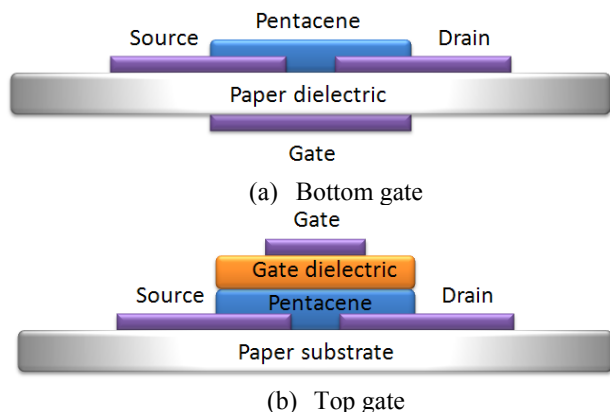 Pentacene
Source
Drain
Paper dielectric
Gate
(a) Bottom gate
Gate
Gate dielectric
Source
Pentacene
Drain
Paper substrate
(b) Top gate